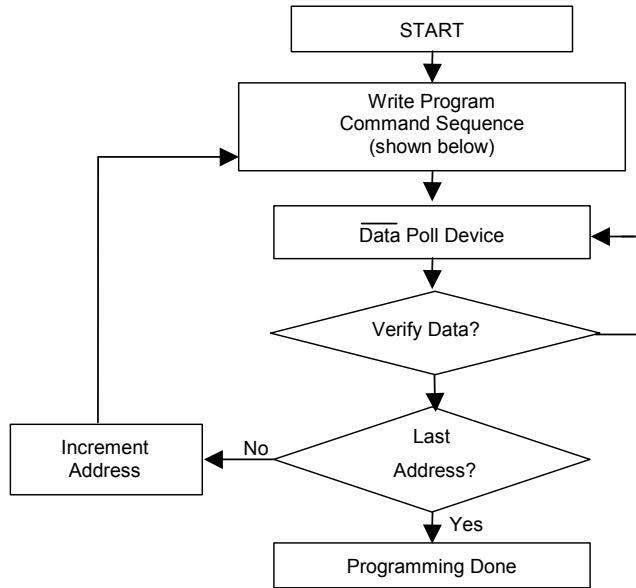 START
Write Program
Command Sequence
(shown below)
Data Poll Device
Verify Data?
Last
Address?
No
Increment
Address
Yes
Programming Done